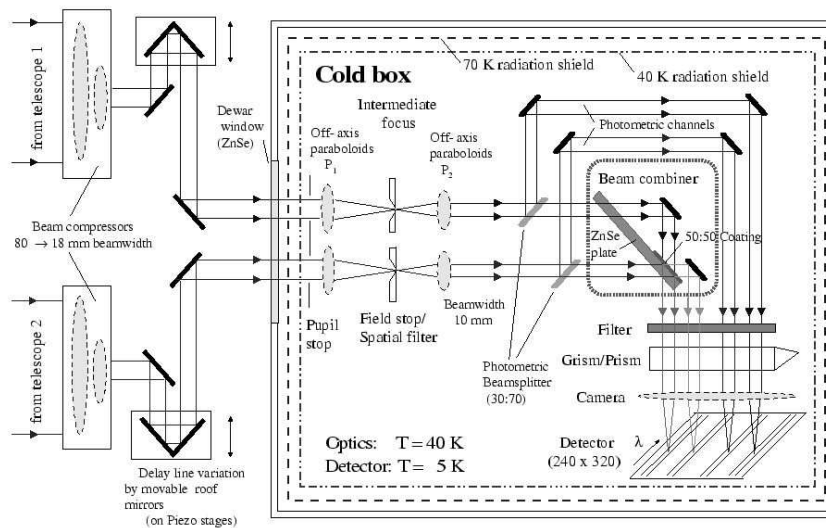 from telescope 1
Beam compressors
80 → 18 mm beamwidth
from telescope 2
Delay line variation
by movable roof
mirrors
(on Piezo stages)
Dewar
window
(ZnSe)
Cold box
70 K radiation shield
40 K radiation shield
Intermediate
focus
Off-axis
paraboloids
P1
Off-axis
paraboloids
P2
Photometric channels
Beam combiner
ZnSe
plate
50:50 Coating
Pupil
stop
Field stop/
Spatial filter
Beamwidth
10 mm
Photometric
Beamsplitter
(30:70)
Filter
Grism/Prism
Camera
λ
Detector
(240 x 320)
Optics: T = 40 K
Detector: T = 5 K